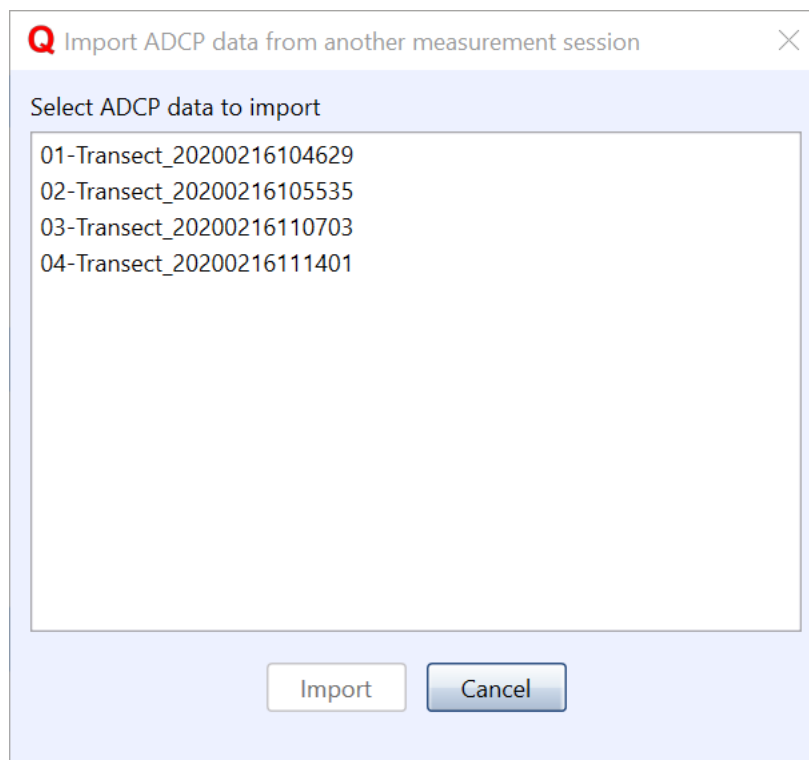 Q Import ADCP data from another measurement session
Select ADCP data to import
01-Transect_20200216104629
02-Transect_20200216105535
03-Transect_20200216110703
04-Transect_20200216111401
Import
Cancel